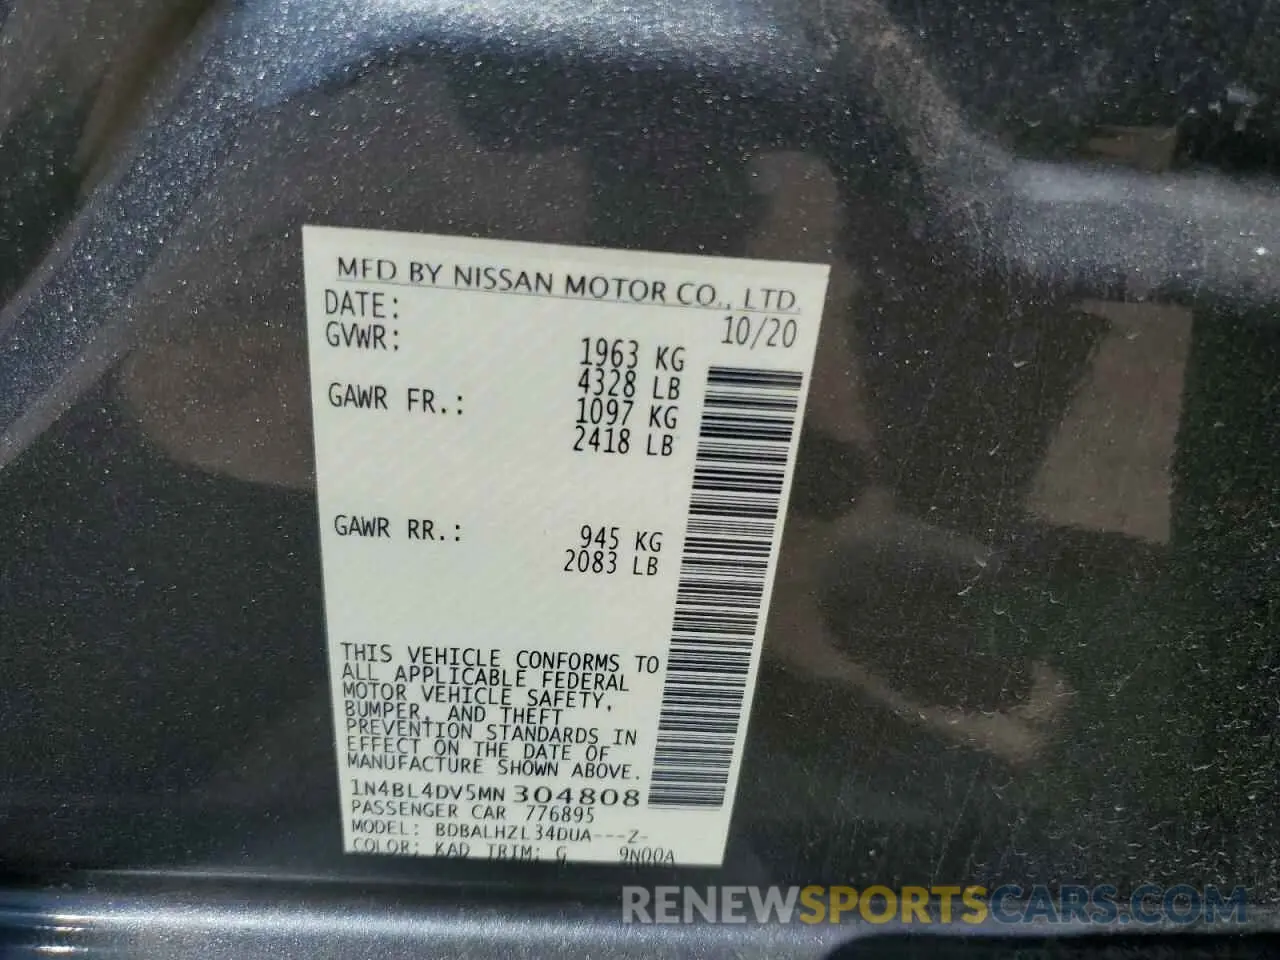 MFD BY NISSAN MOTOR CO., LTD.
DATE: 10/20
GVWR: 1963 KG
4328 LB
GAWR FR.: 1097 KG
2418 LB
GAWR RR.: 945 KG
2083 LB
THIS VEHICLE CONFORMS TO
ALL APPLICABLE FEDERAL
MOTOR VEHICLE SAFETY,
BUMPER, AND THEFT
PREVENTION STANDARDS IN
EFFECT ON THE DATE OF
MANUFACTURE SHOWN ABOVE.
1N4BL4DV5MN304808
PASSENGER CAR 776895
MODEL: BDBALHZL34DUA---Z-
COLOR: KAD TRIM: G 9N00A
RENEWSPORTSCARS.COM